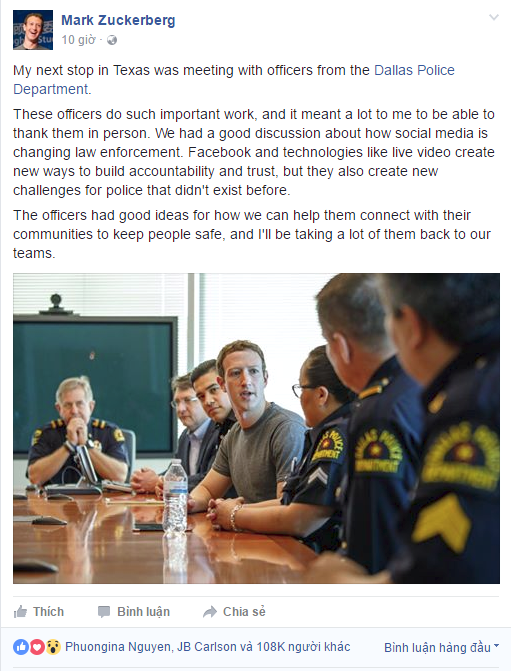 Mark Zuckerberg
10 giờ ·
My next stop in Texas was meeting with officers from the Dallas Police
Department.
These officers do such important work, and it meant a lot to me to be able to
thank them in person. We had a good discussion about how social media is
changing law enforcement. Facebook and technologies like live video create
new ways to build accountability and trust, but they also create new
challenges for police that didn't exist before.
The officers had good ideas for how we can help them connect with their
communities to keep people safe, and I'll be taking a lot of them back to our
teams.
DALLAS POLICE
DEPARTMENT
DALLAS POLICE
DEPARTMENT
Thích Bình luận Chia sẻ
Phuongina Nguyen, JB Carlson và 108K người khác Bình luận hàng đầu